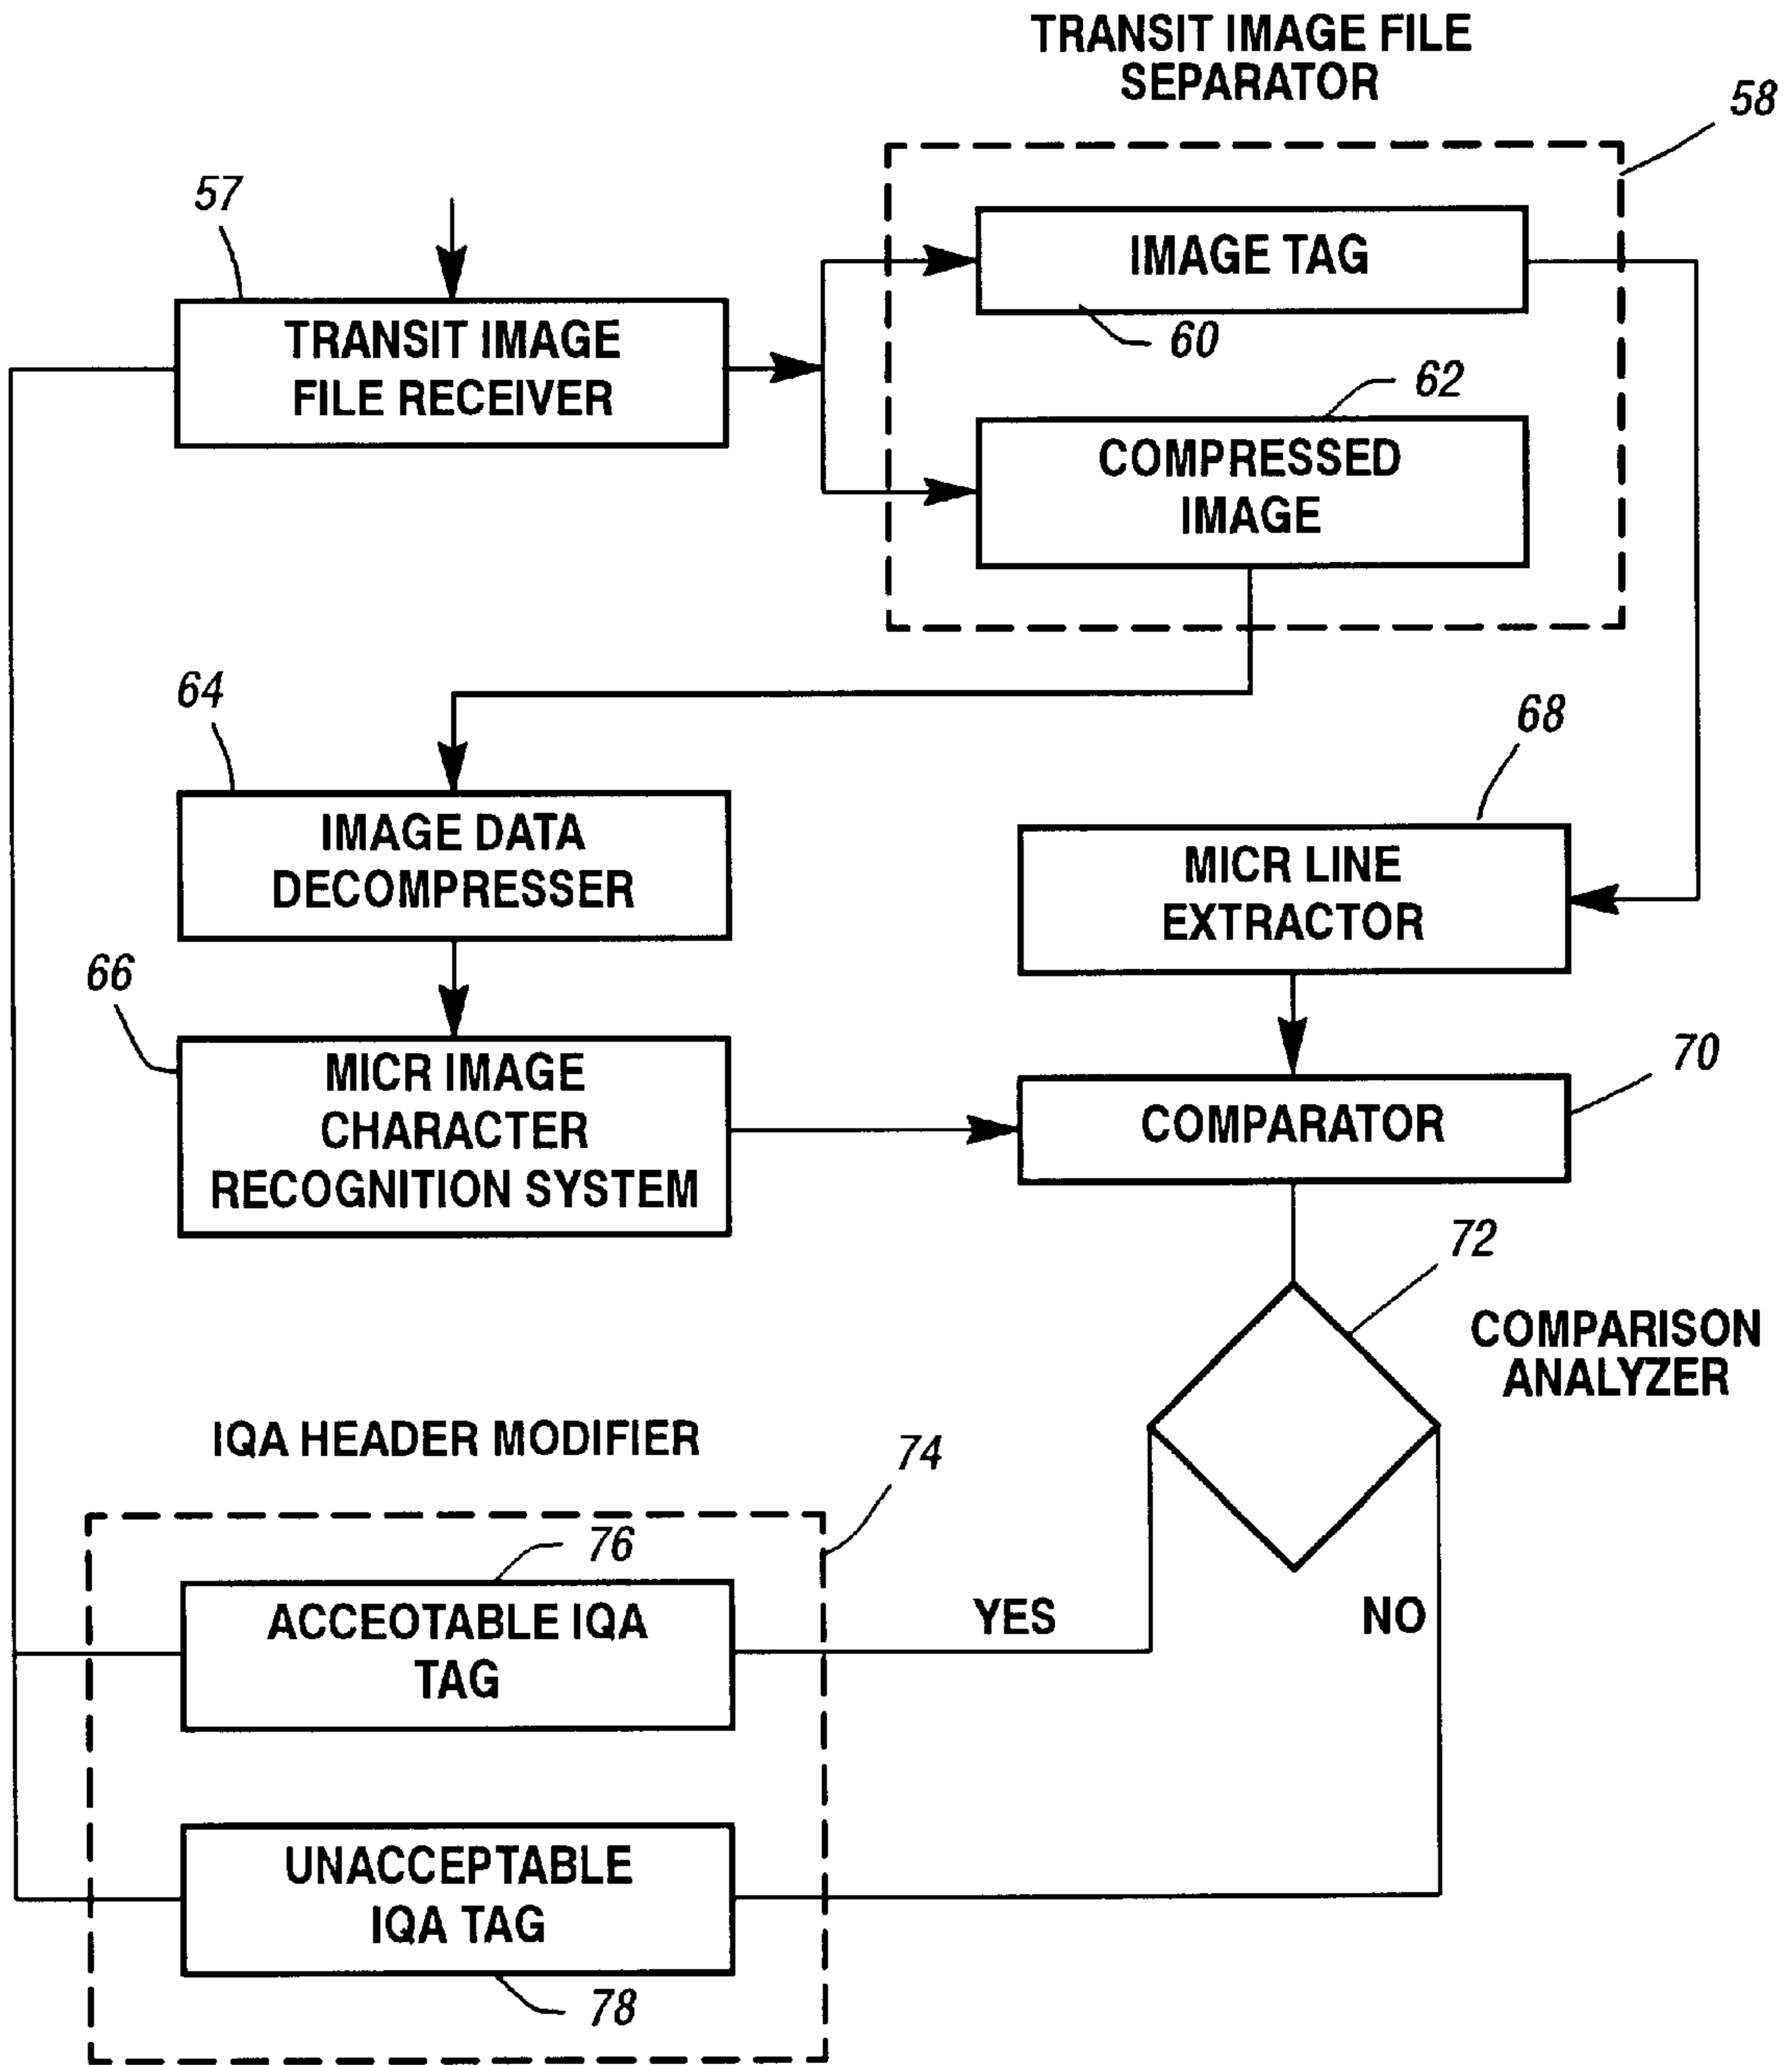 TRANSIT IMAGE FILE
SEPARATOR
58
57
IMAGE TAG
60
TRANSIT IMAGE
FILE RECEIVER
62
COMPRESSED
IMAGE
64
68
IMAGE DATA
DECOMPRESSER
MICR LINE
EXTRACTOR
66
MICR IMAGE
CHARACTER
RECOGNITION SYSTEM
70
COMPARATOR
72
COMPARISON
ANALYZER
IQA HEADER MODIFIER
74
76
ACCEOTABLE IQA
TAG
YES
NO
UNACCEPTABLE
IQA TAG
78